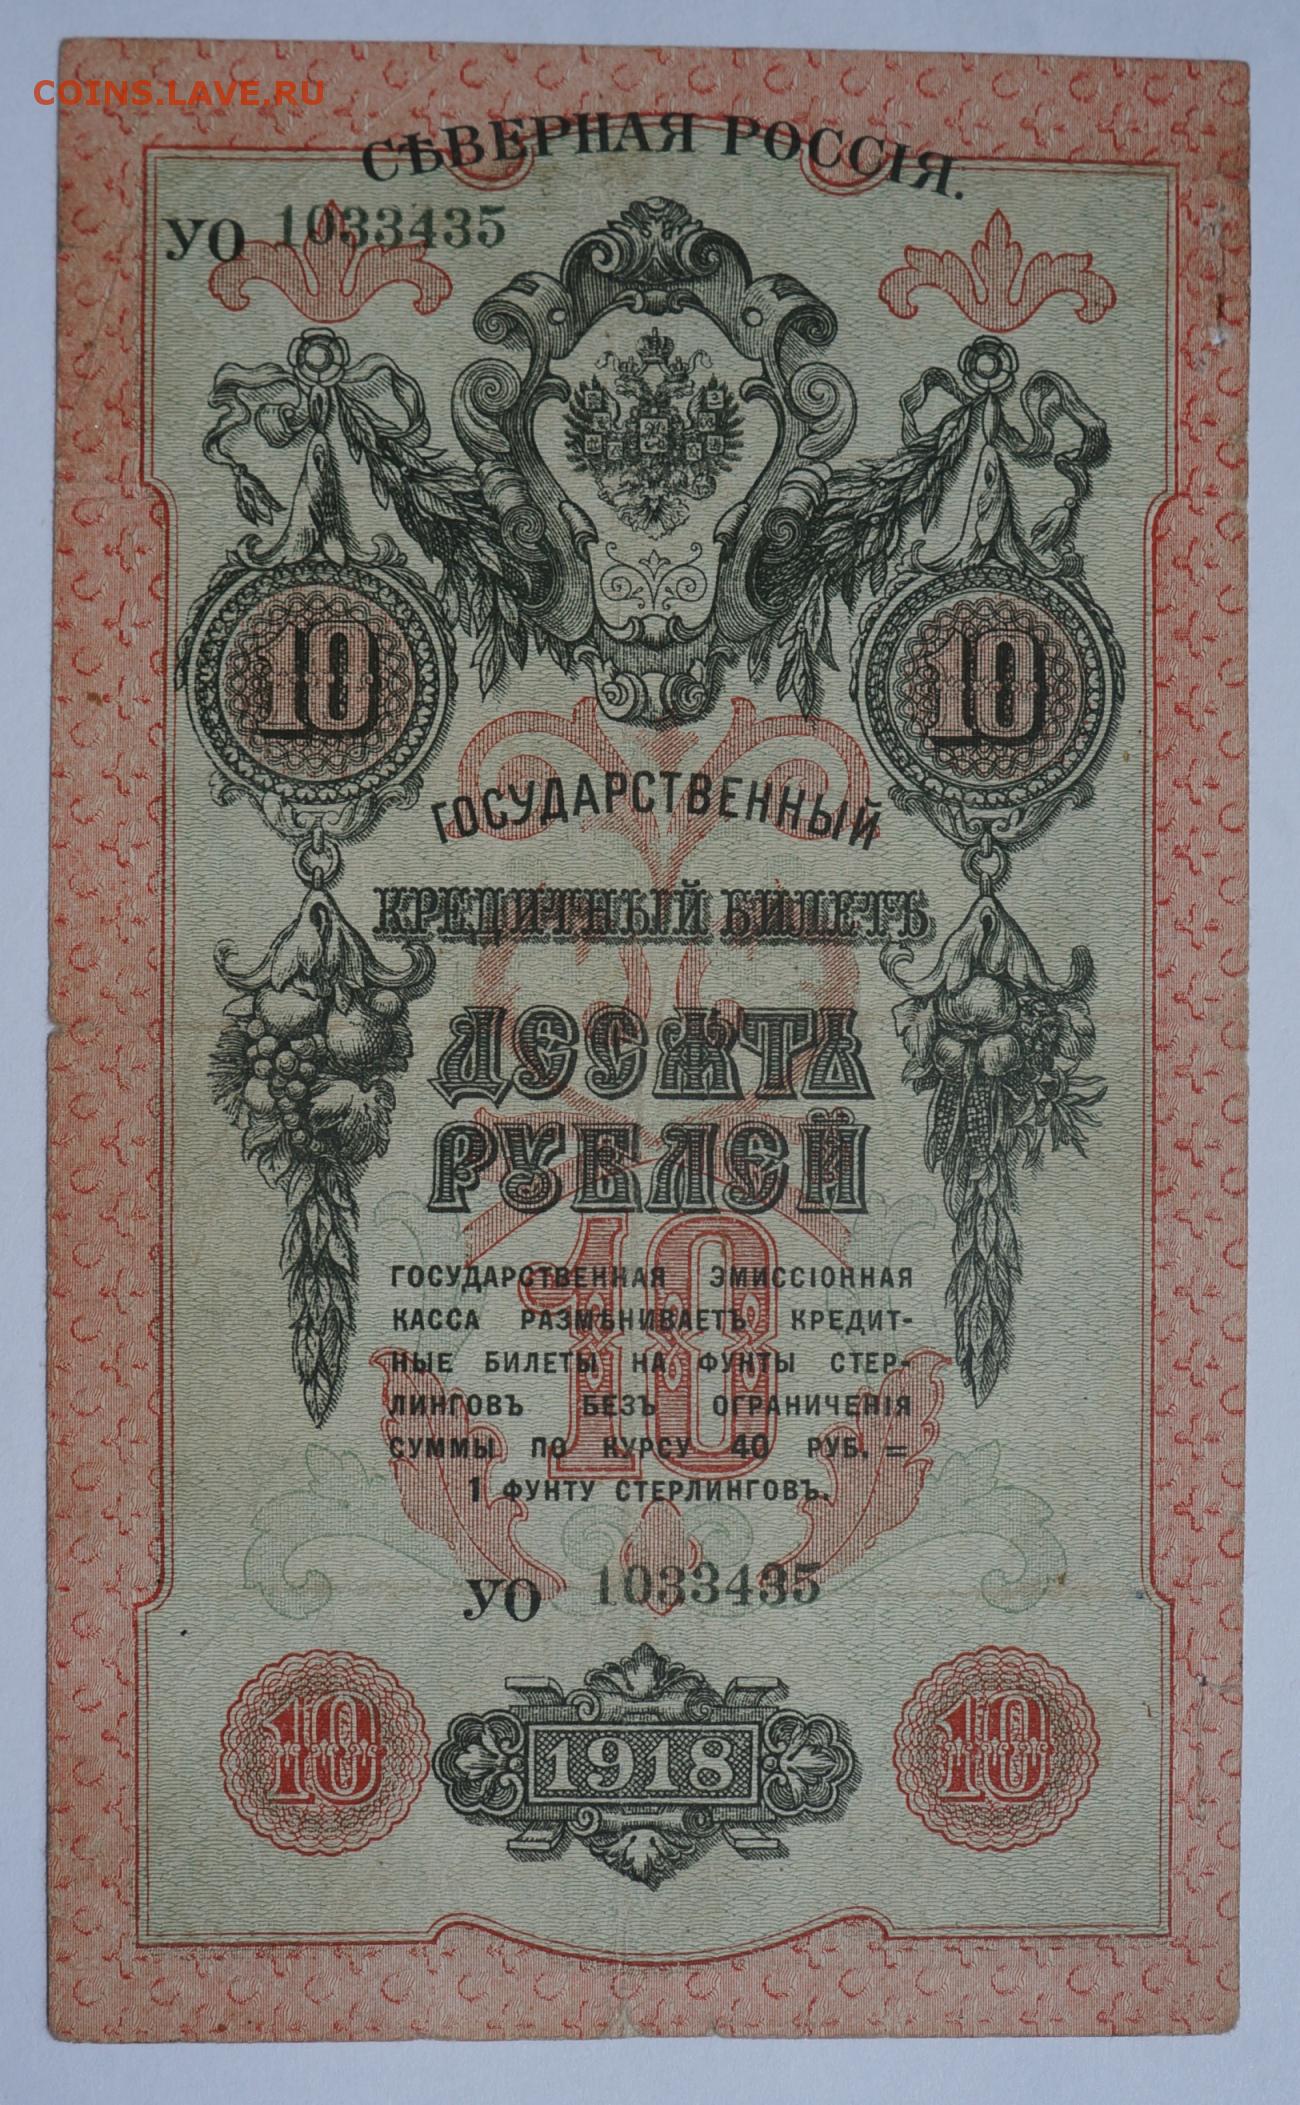 COINS.LAVE.RU
СѢВЕРНАЯ РОССІЯ.
УО 1033435
10 10
ГОСУДАРСТВЕННЫЙ
КРЕДИТНЫЙ БИЛЕТЪ
ДЕСЯТЬ
РУБЛЕЙ
10
ГОСУДАРСТВЕННАЯ ЭМИССІОННАЯ
КАССА РАЗМѢНИВАЕТЪ КРЕДИТ-
НЫЕ БИЛЕТЫ НА ФУНТЫ СТЕР-
ЛИНГОВЪ БЕЗЪ ОГРАНИЧЕНІЯ
СУММЫ ПО КУРСУ 40 РУБ. =
1 ФУНТУ СТЕРЛИНГОВЪ.
УО 1033435
10 1918 10